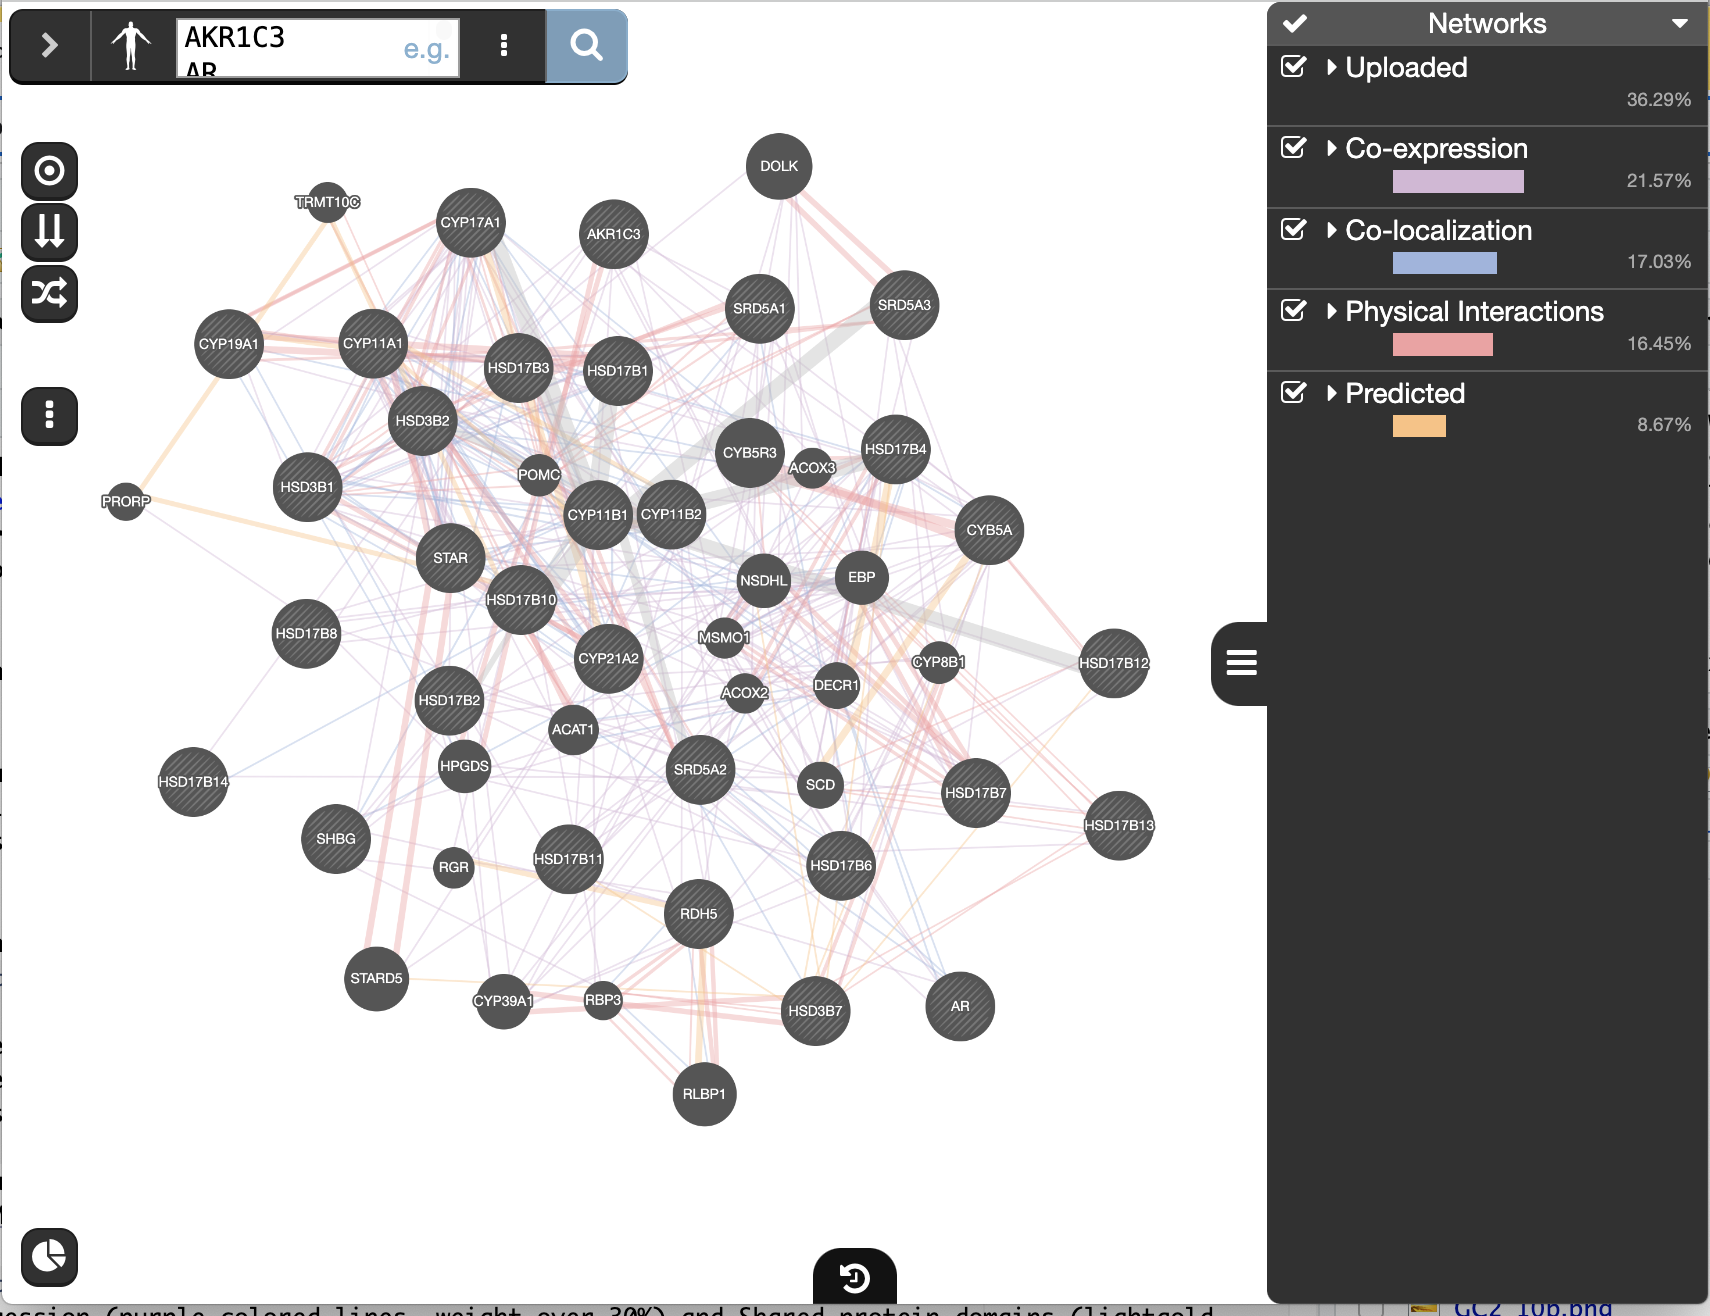 AKR1C3
e.g.
AR
Networks
Uploaded
36.29%
Co-expression
21.57%
Co-localization
17.03%
Physical Interactions
16.45%
Predicted
8.67%
DOLK
TRMT10C
CYP17A1
AKR1C3
SRD5A1
SRD5A3
CYP19A1
CYP11A1
HSD17B3
HSD17B1
HSD3B2
CYB5R3
ACOX3
HSD17B4
POMC
HSD3B1
PRORP
CYP11B1
CYP11B2
CYB5A
STAR
NSDHL
EBP
HSD17B10
HSD17B8
MSMO1
CYP21A2
CYP8B1
HSD17B12
HSD17B2
ACOX2
DECR1
ACAT1
HPGDS
SRD5A2
HSD17B14
SCD
HSD17B7
HSD17B13
SHBG
RGR
HSD17B11
HSD17B6
RDH5
STARD5
CYP39A1
RBP3
HSD3B7
AR
RLBP1
ession (purple colored lines, weight over 30%) and Shared protein domains (lightgold
GC2_10p.png